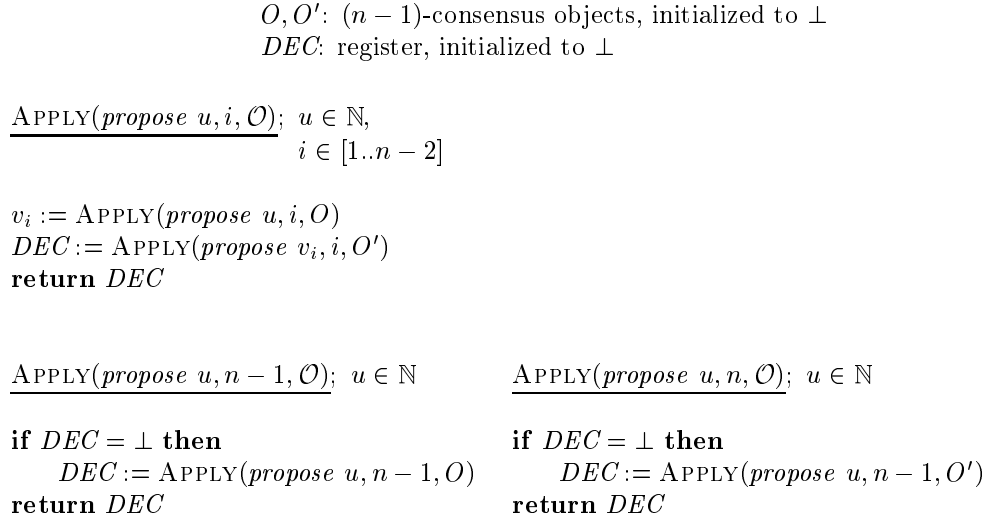 O, O′: (n − 1)-consensus objects, initialized to ⊥
DEC: register, initialized to ⊥
APPLY(propose u, i, 𝒪); u ∈ ℕ,
i ∈ [1..n − 2]
v_i := APPLY(propose u, i, O)
DEC := APPLY(propose v_i, i, O′)
return DEC
APPLY(propose u, n − 1, 𝒪); u ∈ ℕ
if DEC = ⊥ then
DEC := APPLY(propose u, n − 1, O)
return DEC
APPLY(propose u, n, 𝒪); u ∈ ℕ
if DEC = ⊥ then
DEC := APPLY(propose u, n − 1, O′)
return DEC